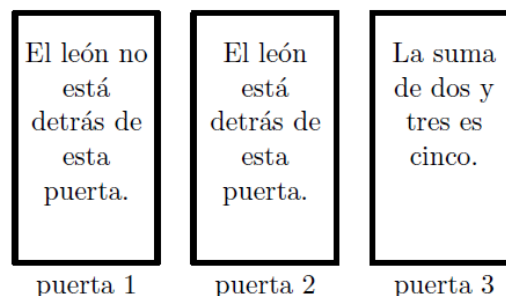 El león no
está
detrás de
esta
puerta.
El león
está
detrás de
esta
puerta.
La suma
de dos y
tres es
cinco.
puerta 1
puerta 2
puerta 3